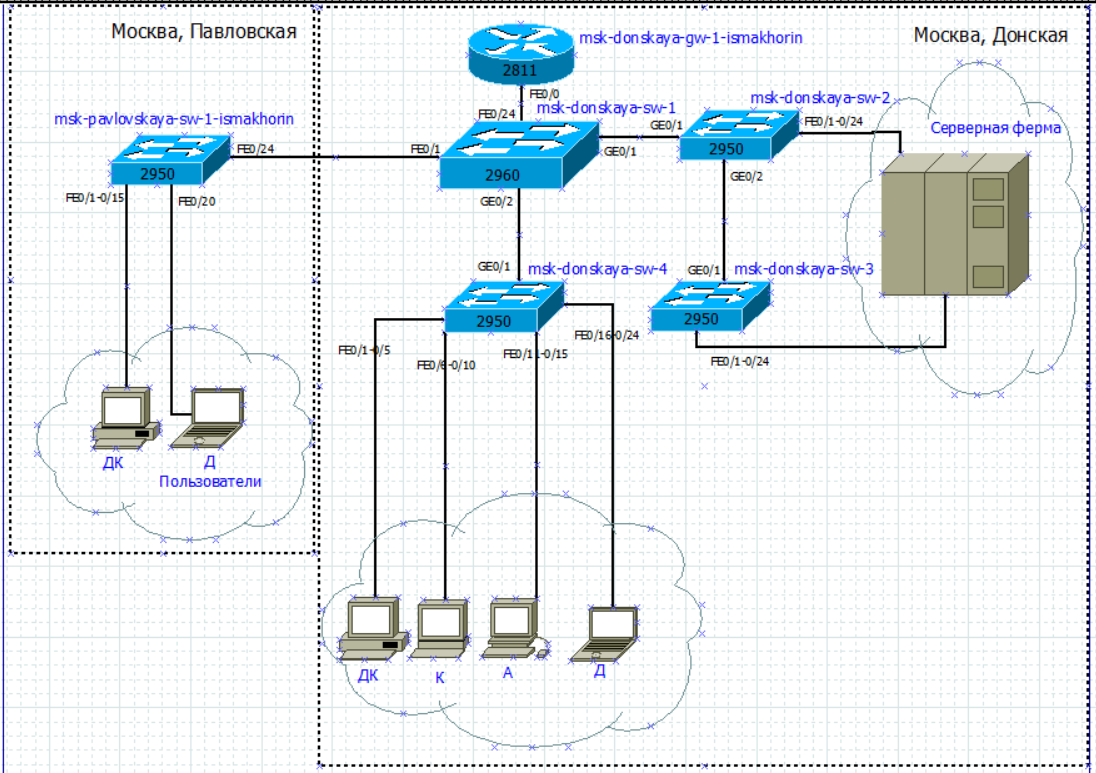 Москва, Павловская
Москва, Донская
msk-donskaya-gw-1-ismakhorin
2811
FE0/0
FE0/24
msk-donskaya-sw-1
msk-donskaya-sw-2
msk-pavlovskaya-sw-1-ismakhorin
GE0/1
FE0/1-0/24
Серверная ферма
FE0/24
FE0/1
GE0/1
2950
2960
2950
FE0/1-0/15
FE0/20
GE0/2
GE0/2
GE0/1
msk-donskaya-sw-4
GE0/1
msk-donskaya-sw-3
2950
2950
FE0/1-0/5
FE0/6-0/10
FE0/11-0/15
FE0/16-0/24
FE0/1-0/24
ДК
Д
Пользователи
ДК
К
А
Д